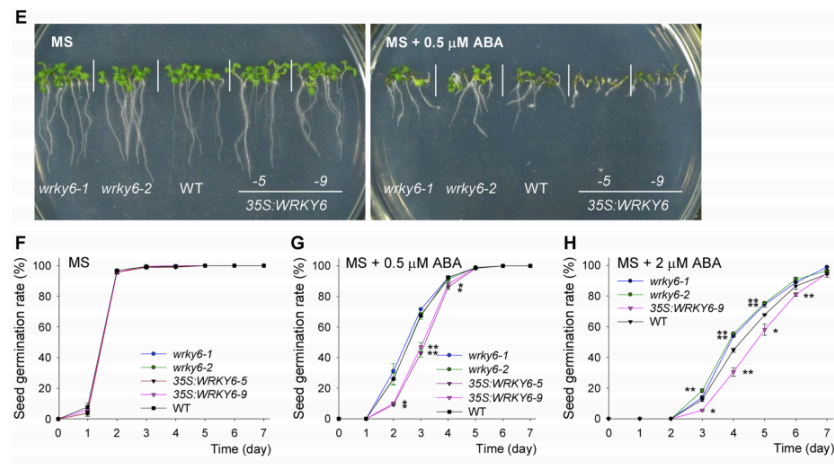 E
MS
MS + 0.5 μM ABA
wrky6-1 wrky6-2 WT -5 -9
35S:WRKY6
wrky6-1 wrky6-2 WT -5 -9
35S:WRKY6
F
MS
Seed germination rate (%)
100
80
60
40
20
0
0 1 2 3 4 5 6 7
Time (day)
wrky6-1
wrky6-2
35S:WRKY6-5
35S:WRKY6-9
WT
G
MS + 0.5 μM ABA
Seed germination rate (%)
100
80
60
40
20
0
0 1 2 3 4 5 6 7
Time (day)
*
*
**
**
*
*
wrky6-1
wrky6-2
35S:WRKY6-5
35S:WRKY6-9
WT
H
MS + 2 μM ABA
Seed germination rate (%)
100
80
60
40
20
0
0 1 2 3 4 5 6 7
Time (day)
wrky6-1
wrky6-2
35S:WRKY6-9
WT
**
*
**
**
**
**
**
*
**